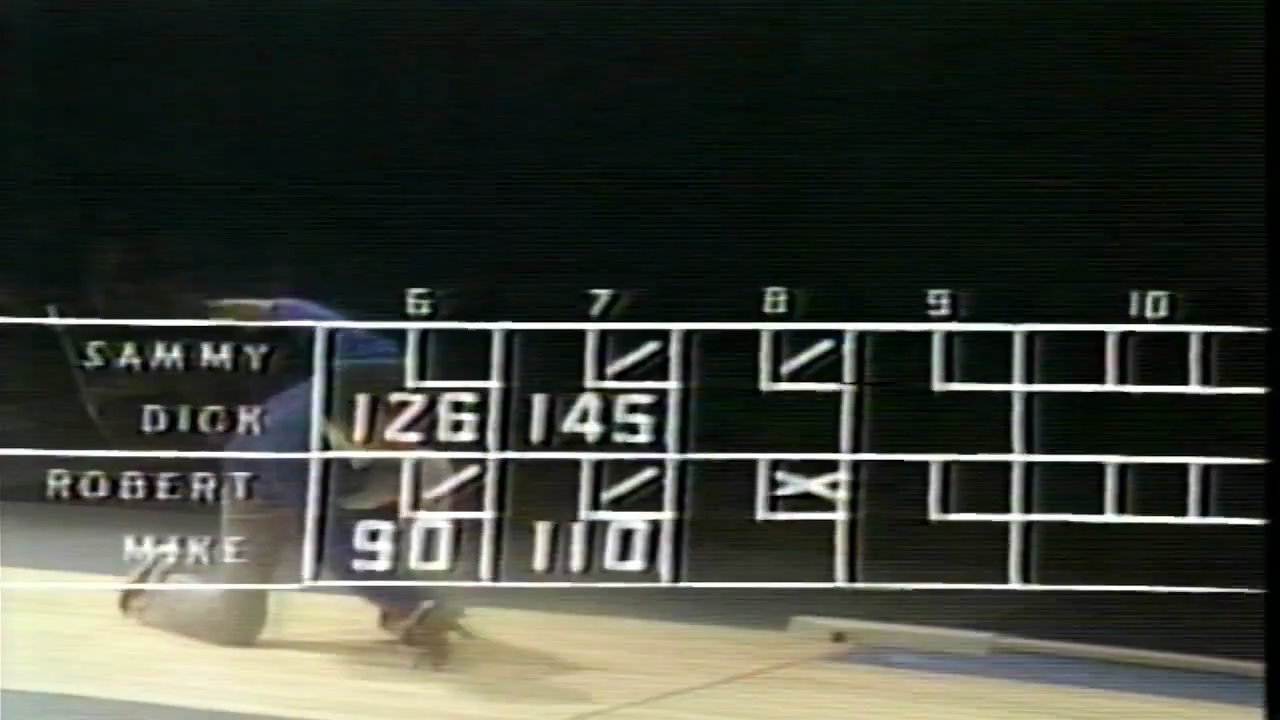 6 7 8 9 10
SAMMY / /
DICK 126 145
ROBERT / / X
MIKE 90 110